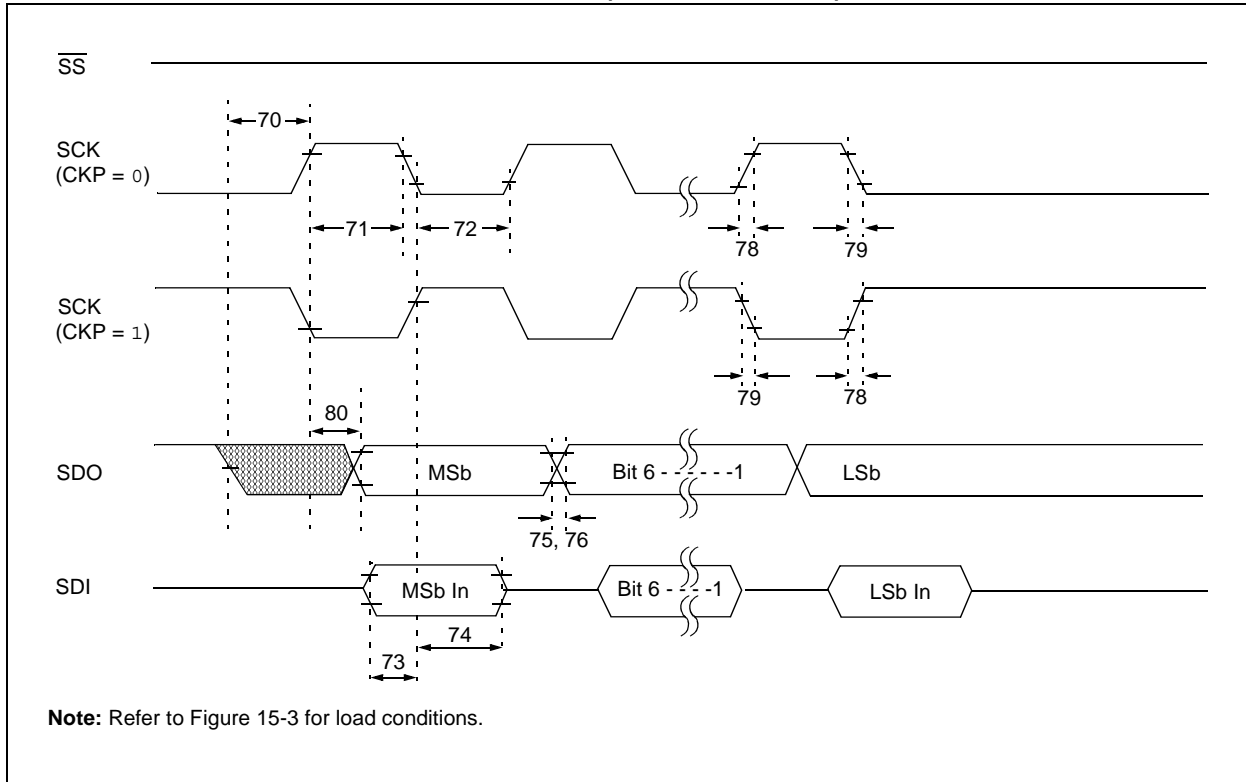 SS
70
SCK
(CKP = 0)
71
72
78
79
SCK
(CKP = 1)
79
78
80
SDO
MSb
Bit 6 - - - - - -1
LSb
75, 76
SDI
MSb In
Bit 6 - - - - -1
LSb In
74
73
Note: Refer to Figure 15-3 for load conditions.